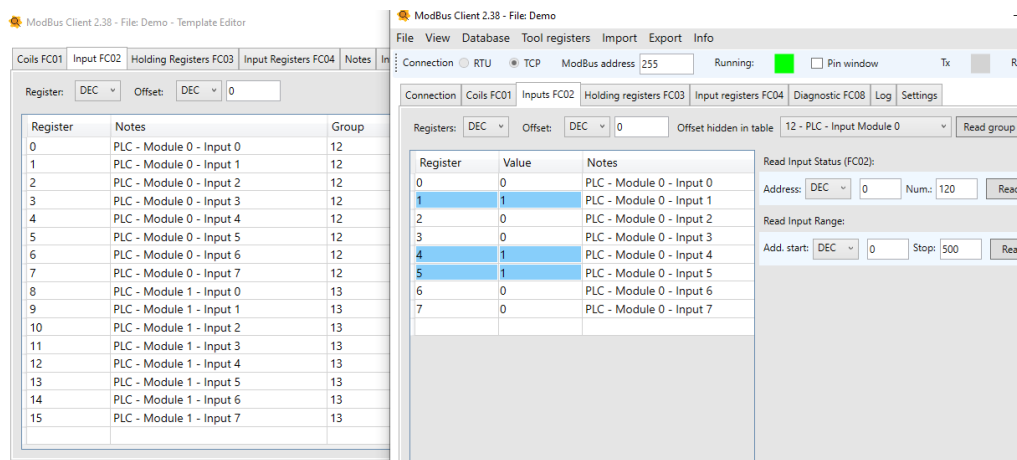 ModBus Client 2.38 - File: Demo - Template Editor
Coils FC01 Input FC02 Holding Registers FC03 Input Registers FC04 Notes In
Register: DEC Offset: DEC 0
Register Notes Group
0 PLC - Module 0 - Input 0 12
1 PLC - Module 0 - Input 1 12
2 PLC - Module 0 - Input 2 12
3 PLC - Module 0 - Input 3 12
4 PLC - Module 0 - Input 4 12
5 PLC - Module 0 - Input 5 12
6 PLC - Module 0 - Input 6 12
7 PLC - Module 0 - Input 7 12
8 PLC - Module 1 - Input 0 13
9 PLC - Module 1 - Input 1 13
10 PLC - Module 1 - Input 2 13
11 PLC - Module 1 - Input 3 13
12 PLC - Module 1 - Input 4 13
13 PLC - Module 1 - Input 5 13
14 PLC - Module 1 - Input 6 13
15 PLC - Module 1 - Input 7 13
ModBus Client 2.38 - File: Demo
File View Database Tool registers Import Export Info
Connection RTU TCP ModBus address 255 Running: Pin window Tx R
Connection Coils FC01 Inputs FC02 Holding registers FC03 Input registers FC04 Diagnostic FC08 Log Settings
Registers: DEC Offset: DEC 0 Offset hidden in table 12 - PLC - Input Module 0 Read group
Register Value Notes
0 0 PLC - Module 0 - Input 0
1 1 PLC - Module 0 - Input 1
2 0 PLC - Module 0 - Input 2
3 0 PLC - Module 0 - Input 3
4 1 PLC - Module 0 - Input 4
5 1 PLC - Module 0 - Input 5
6 0 PLC - Module 0 - Input 6
7 0 PLC - Module 0 - Input 7
Read Input Status (FC02):
Address: DEC 0 Num.: 120 Read
Read Input Range:
Add. start: DEC 0 Stop: 500 Rea